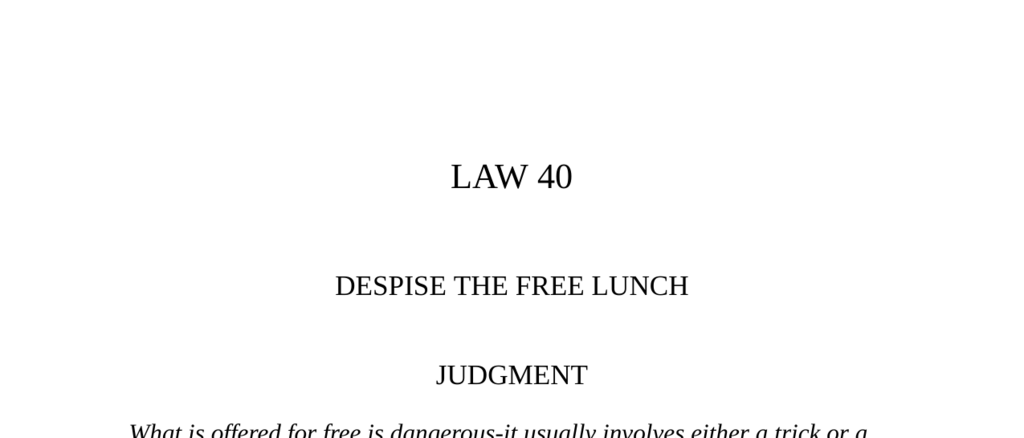 LAW 40
DESPISE THE FREE LUNCH
JUDGMENT
What is offered for free is dangerous-it usually involves either a trick or a